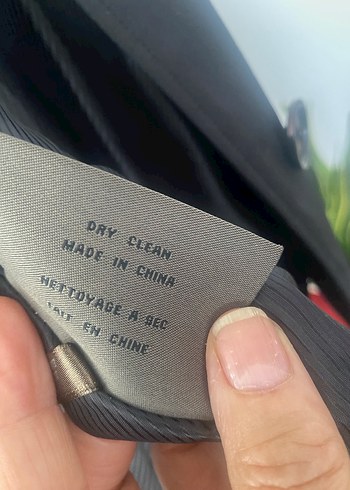 DRY CLEAN
MADE IN CHINA
NETTOYAGE A SEC
FAIT EN CHINE